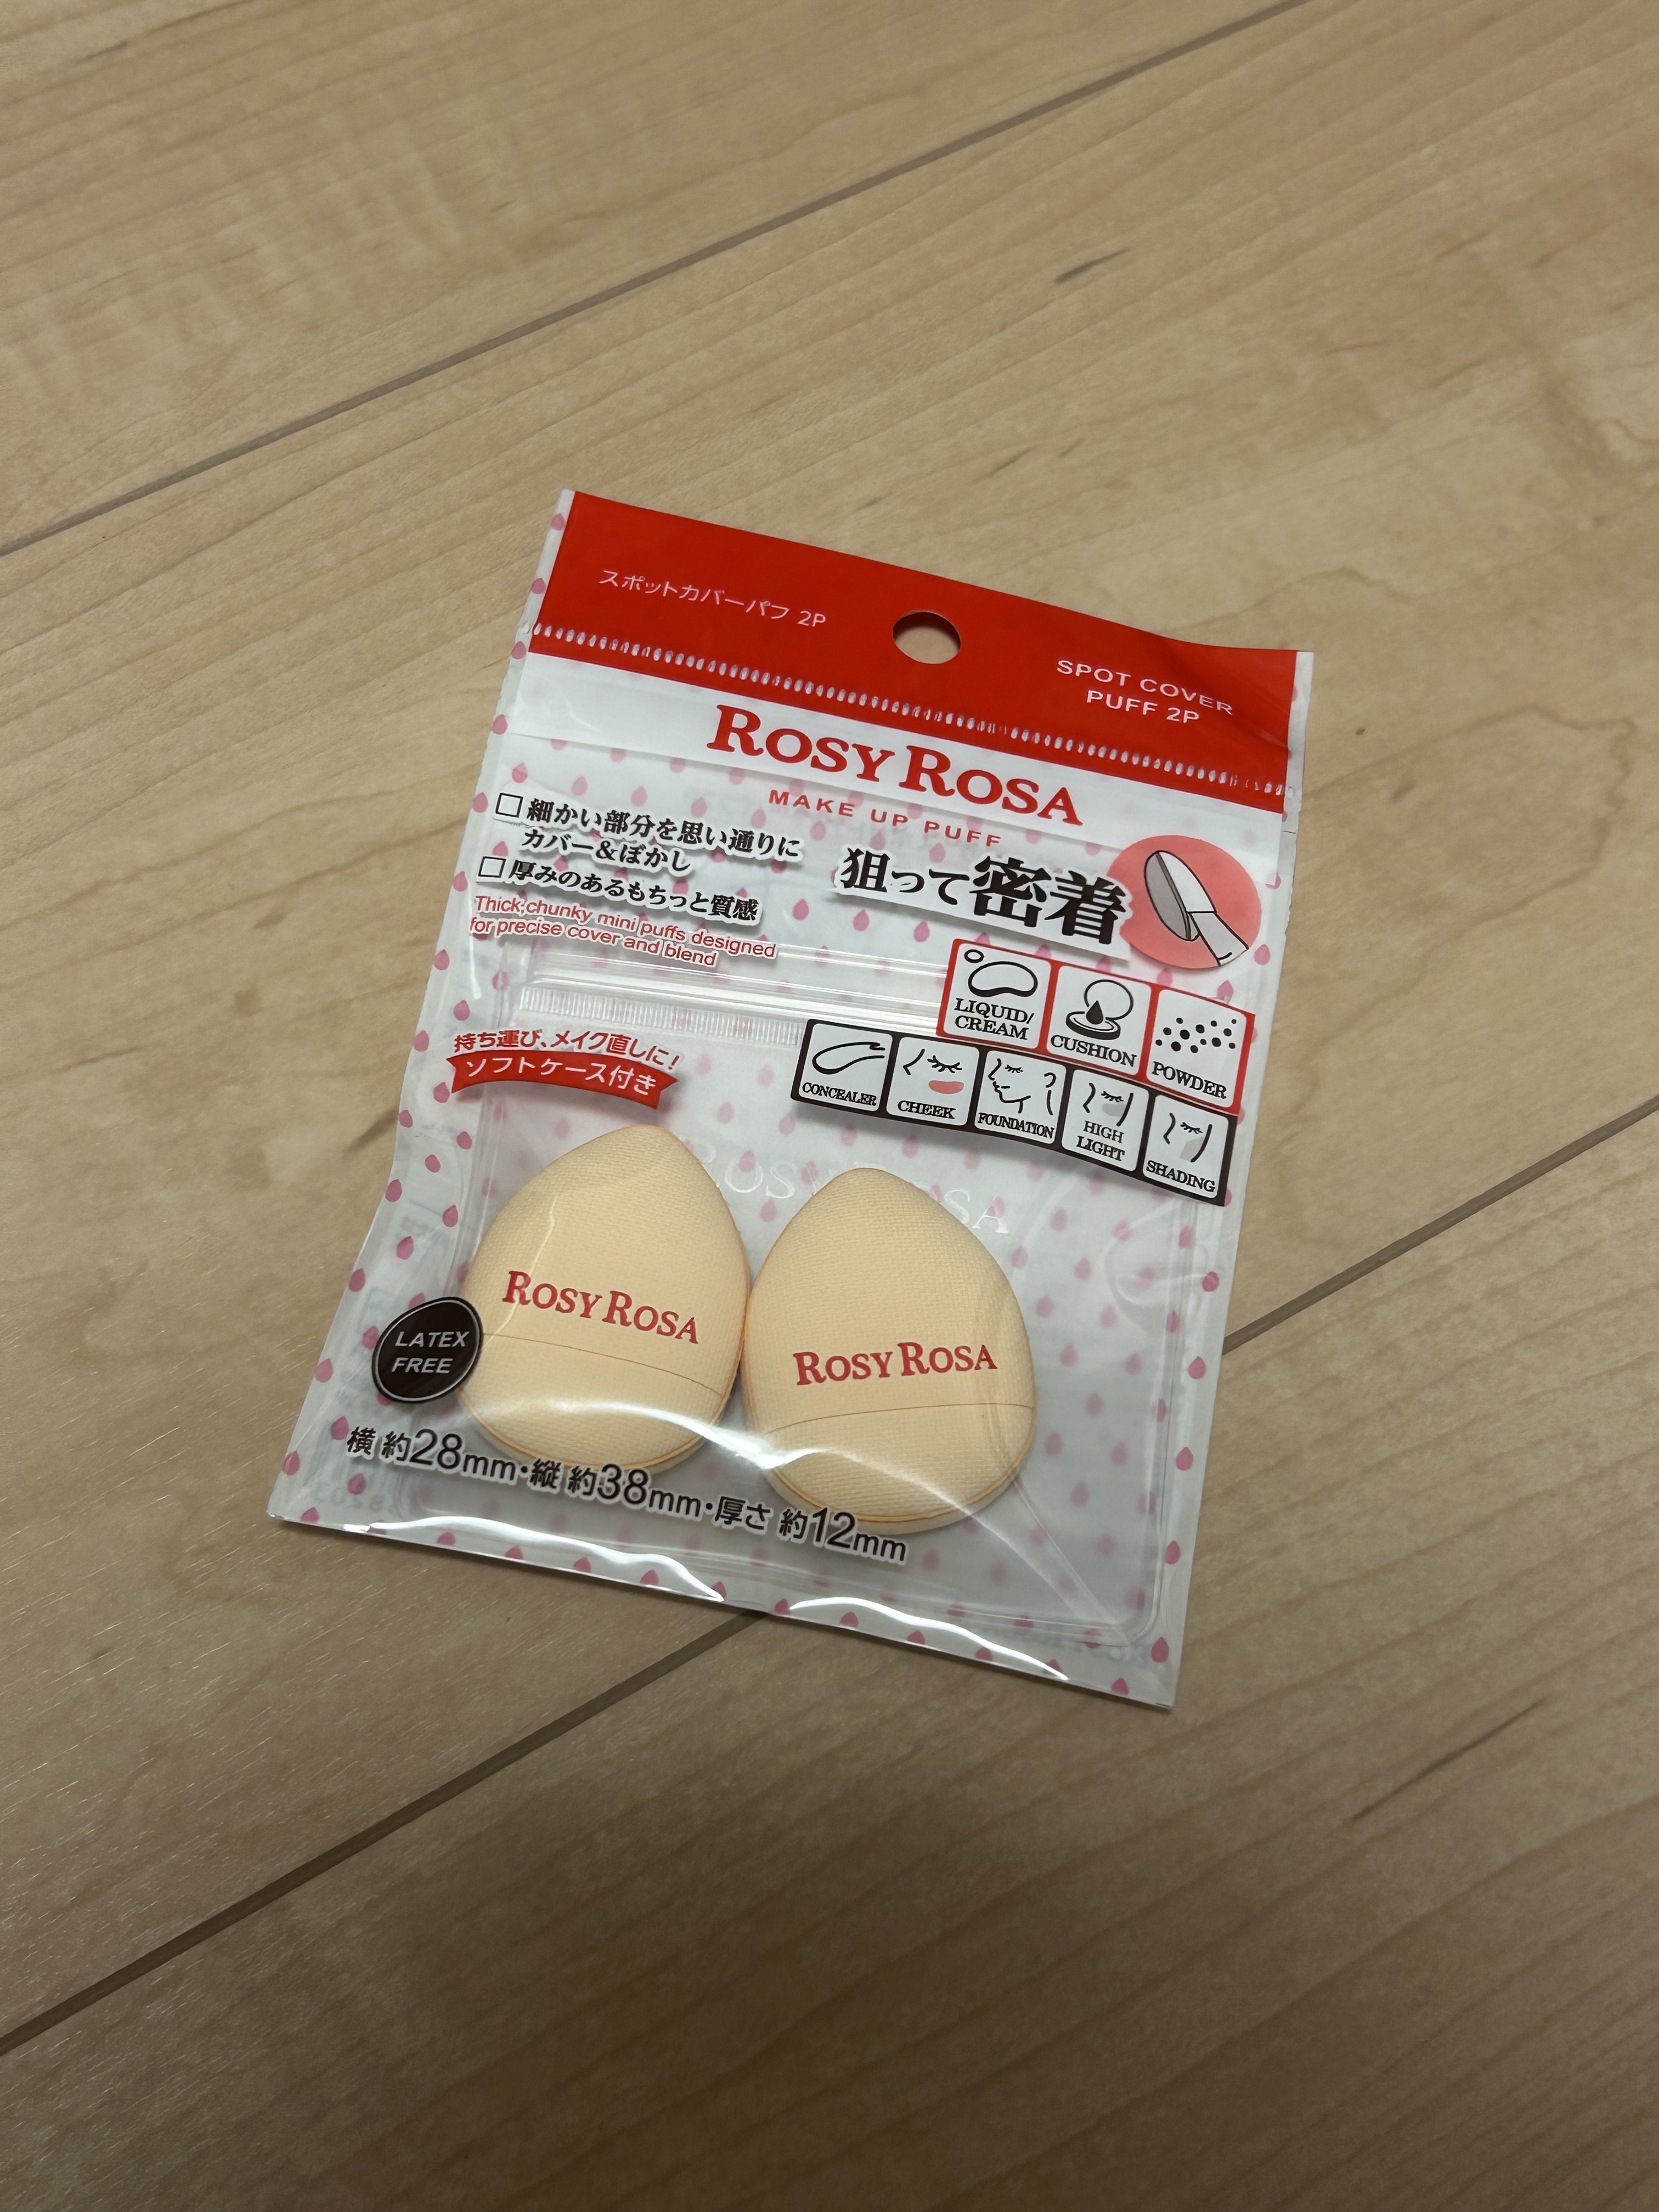 スポットカバーパフ 2P
SPOT COVER
PUFF 2P
ROSY ROSA
MAKE UP PUFF
□ 細かい部分を思い通りに
カバー&ぼかし
□ 厚みのあるもちっと質感
Thick,chunky mini puffs designed
for precise cover and blend
狙って密着
LIQUID/
CREAM
CUSHION
POWDER
CONCEALER
CHEEK
FOUNDATION
HIGH
LIGHT
SHADING
持ち運び、メイク直しに!
ソフトケース付き
ROSY ROSA
ROSY ROSA
ROSY ROSA
LATEX
FREE
横 約28mm・縦 約38mm・厚さ 約12mm